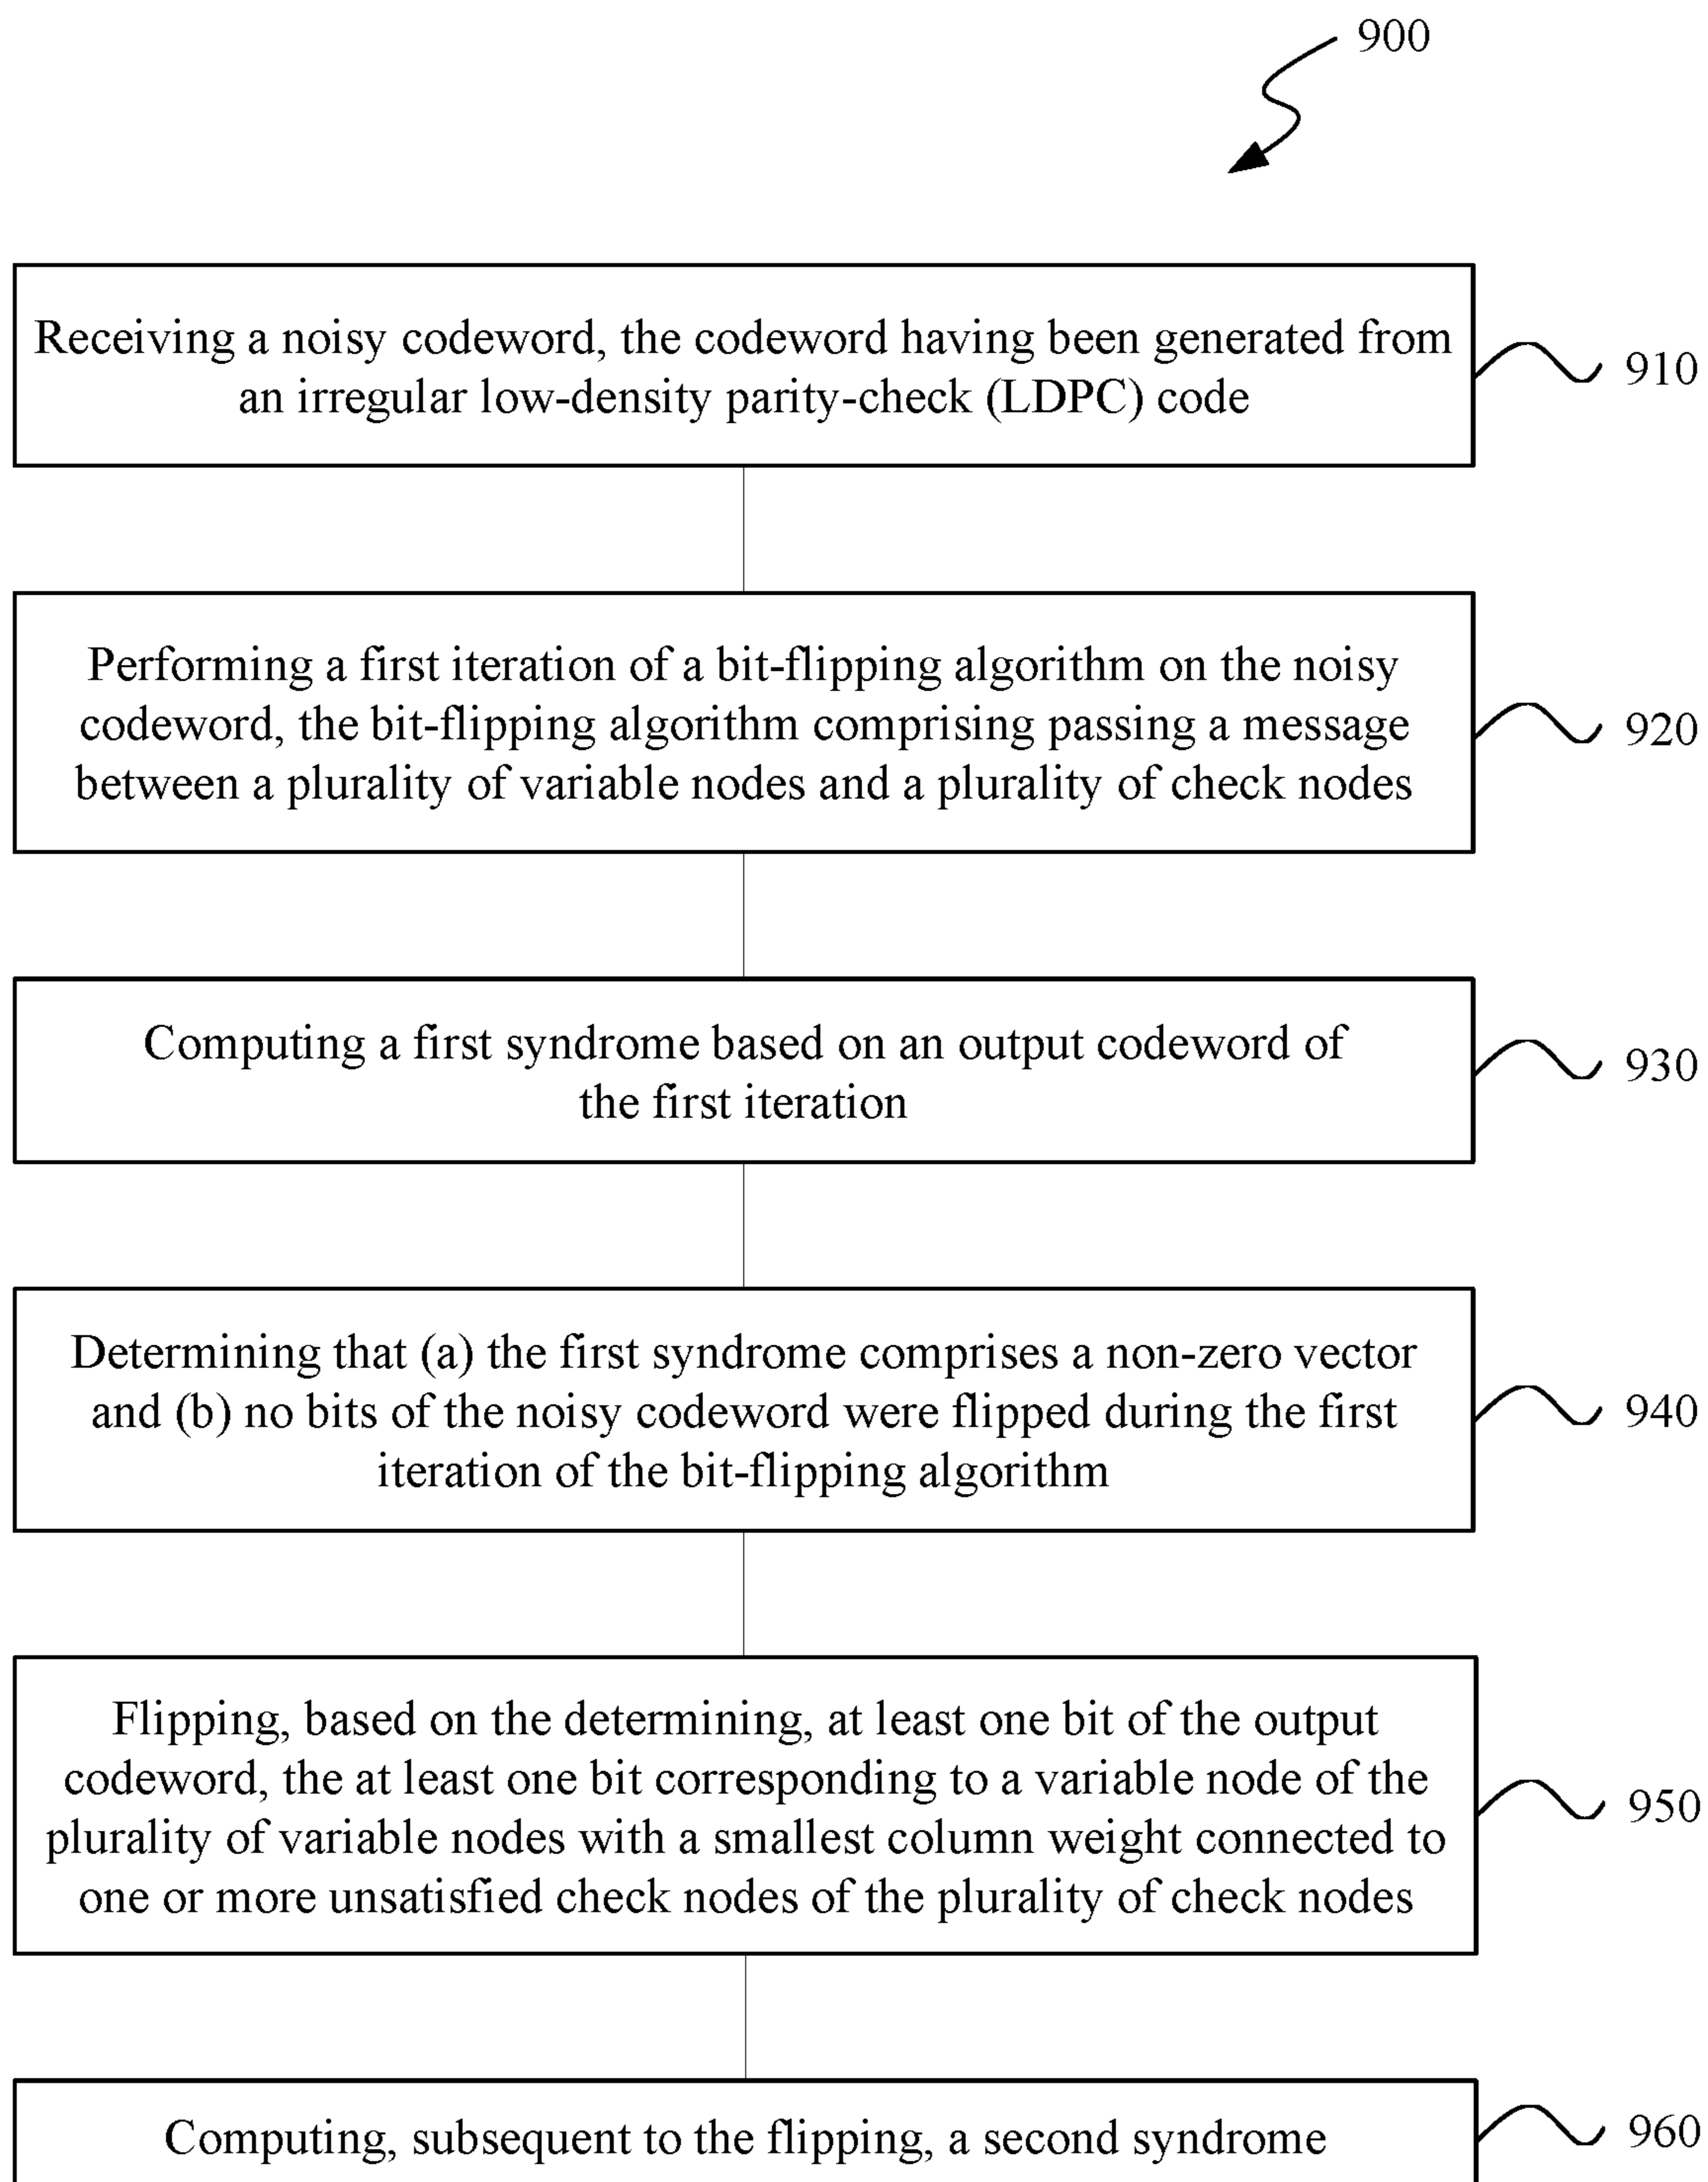 900
Receiving a noisy codeword, the codeword having been generated from
an irregular low-density parity-check (LDPC) code
910
Performing a first iteration of a bit-flipping algorithm on the noisy
codeword, the bit-flipping algorithm comprising passing a message
between a plurality of variable nodes and a plurality of check nodes
920
Computing a first syndrome based on an output codeword of
the first iteration
930
Determining that (a) the first syndrome comprises a non-zero vector
and (b) no bits of the noisy codeword were flipped during the first
iteration of the bit-flipping algorithm
940
Flipping, based on the determining, at least one bit of the output
codeword, the at least one bit corresponding to a variable node of the
plurality of variable nodes with a smallest column weight connected to
one or more unsatisfied check nodes of the plurality of check nodes
950
Computing, subsequent to the flipping, a second syndrome
960